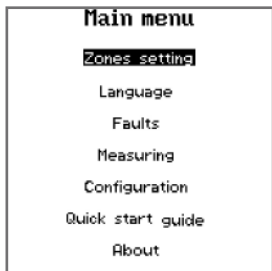 Main menu
Zones setting
Language
Faults
Measuring
Configuration
Quick start guide
About